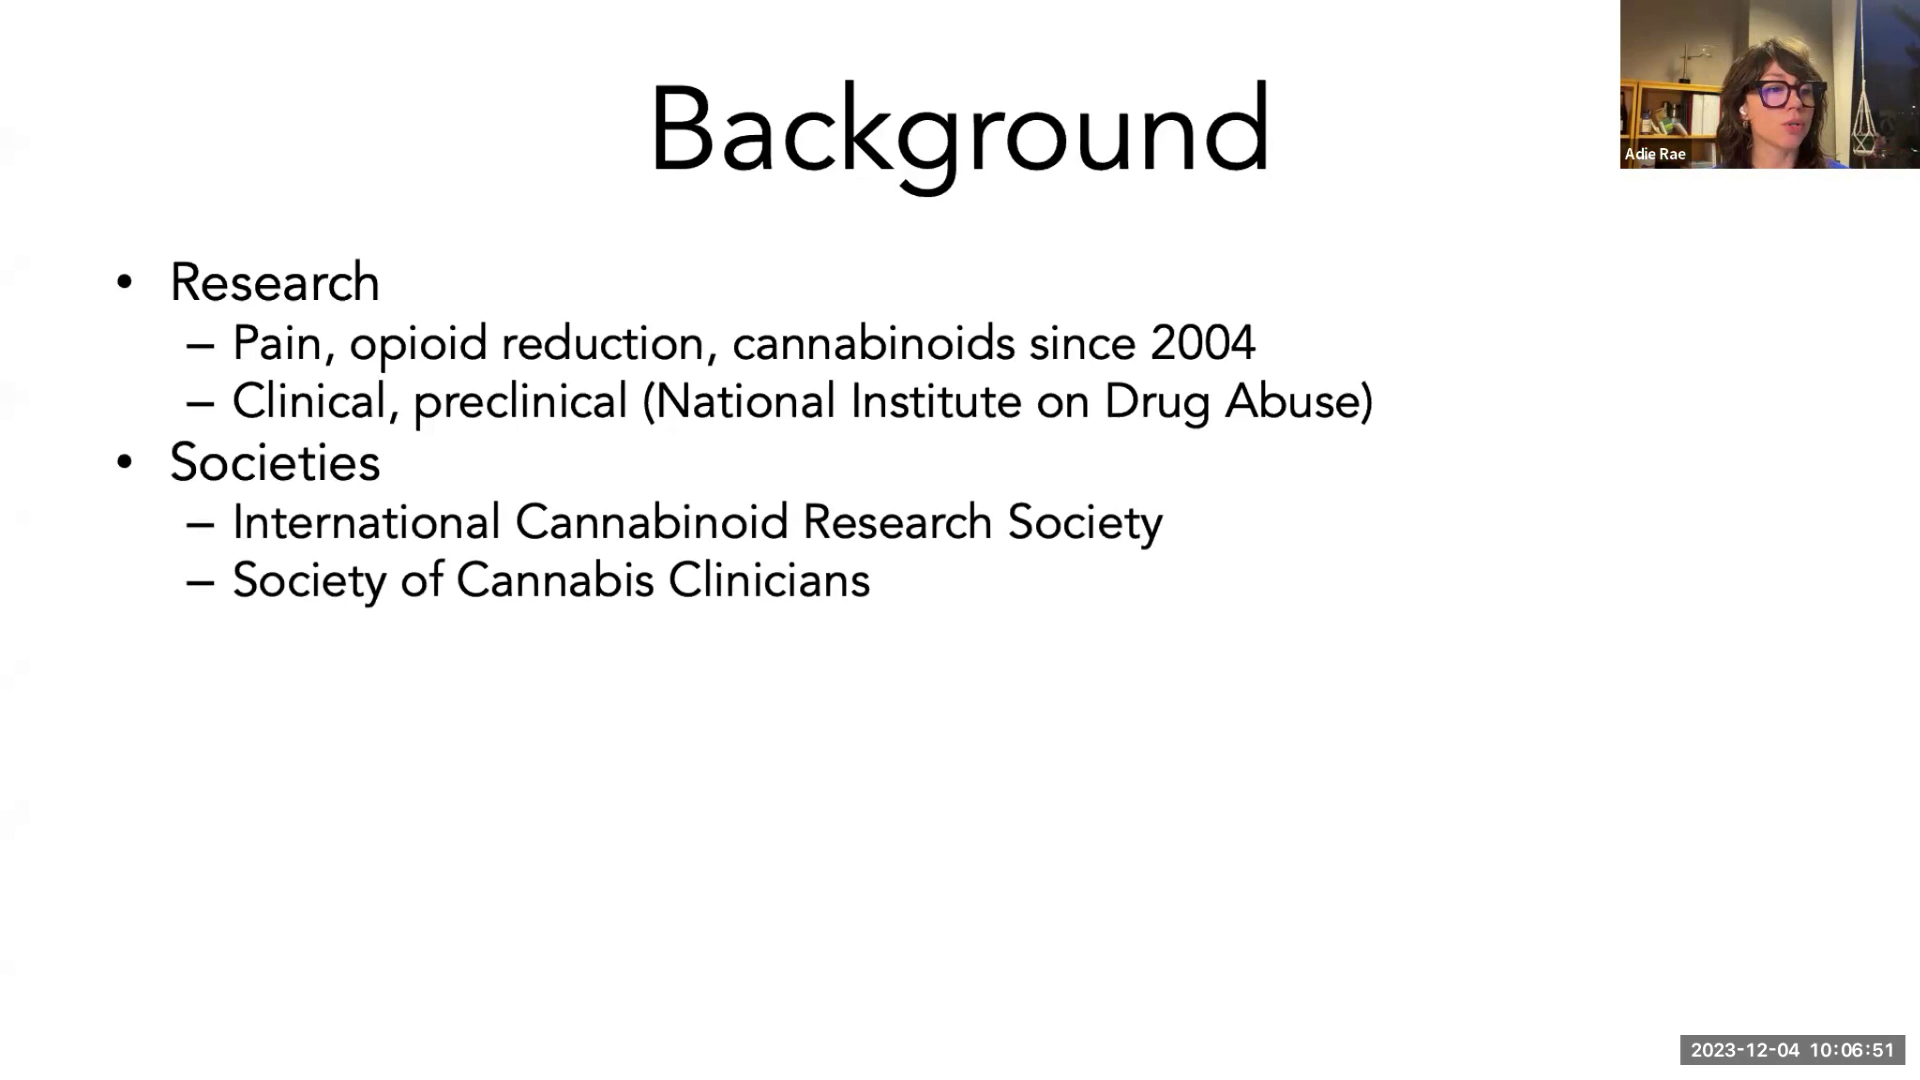 Background
Adie Rae
• Research
– Pain, opioid reduction, cannabinoids since 2004
– Clinical, preclinical (National Institute on Drug Abuse)
• Societies
– International Cannabinoid Research Society
– Society of Cannabis Clinicians
2023-12-04 10:06:51